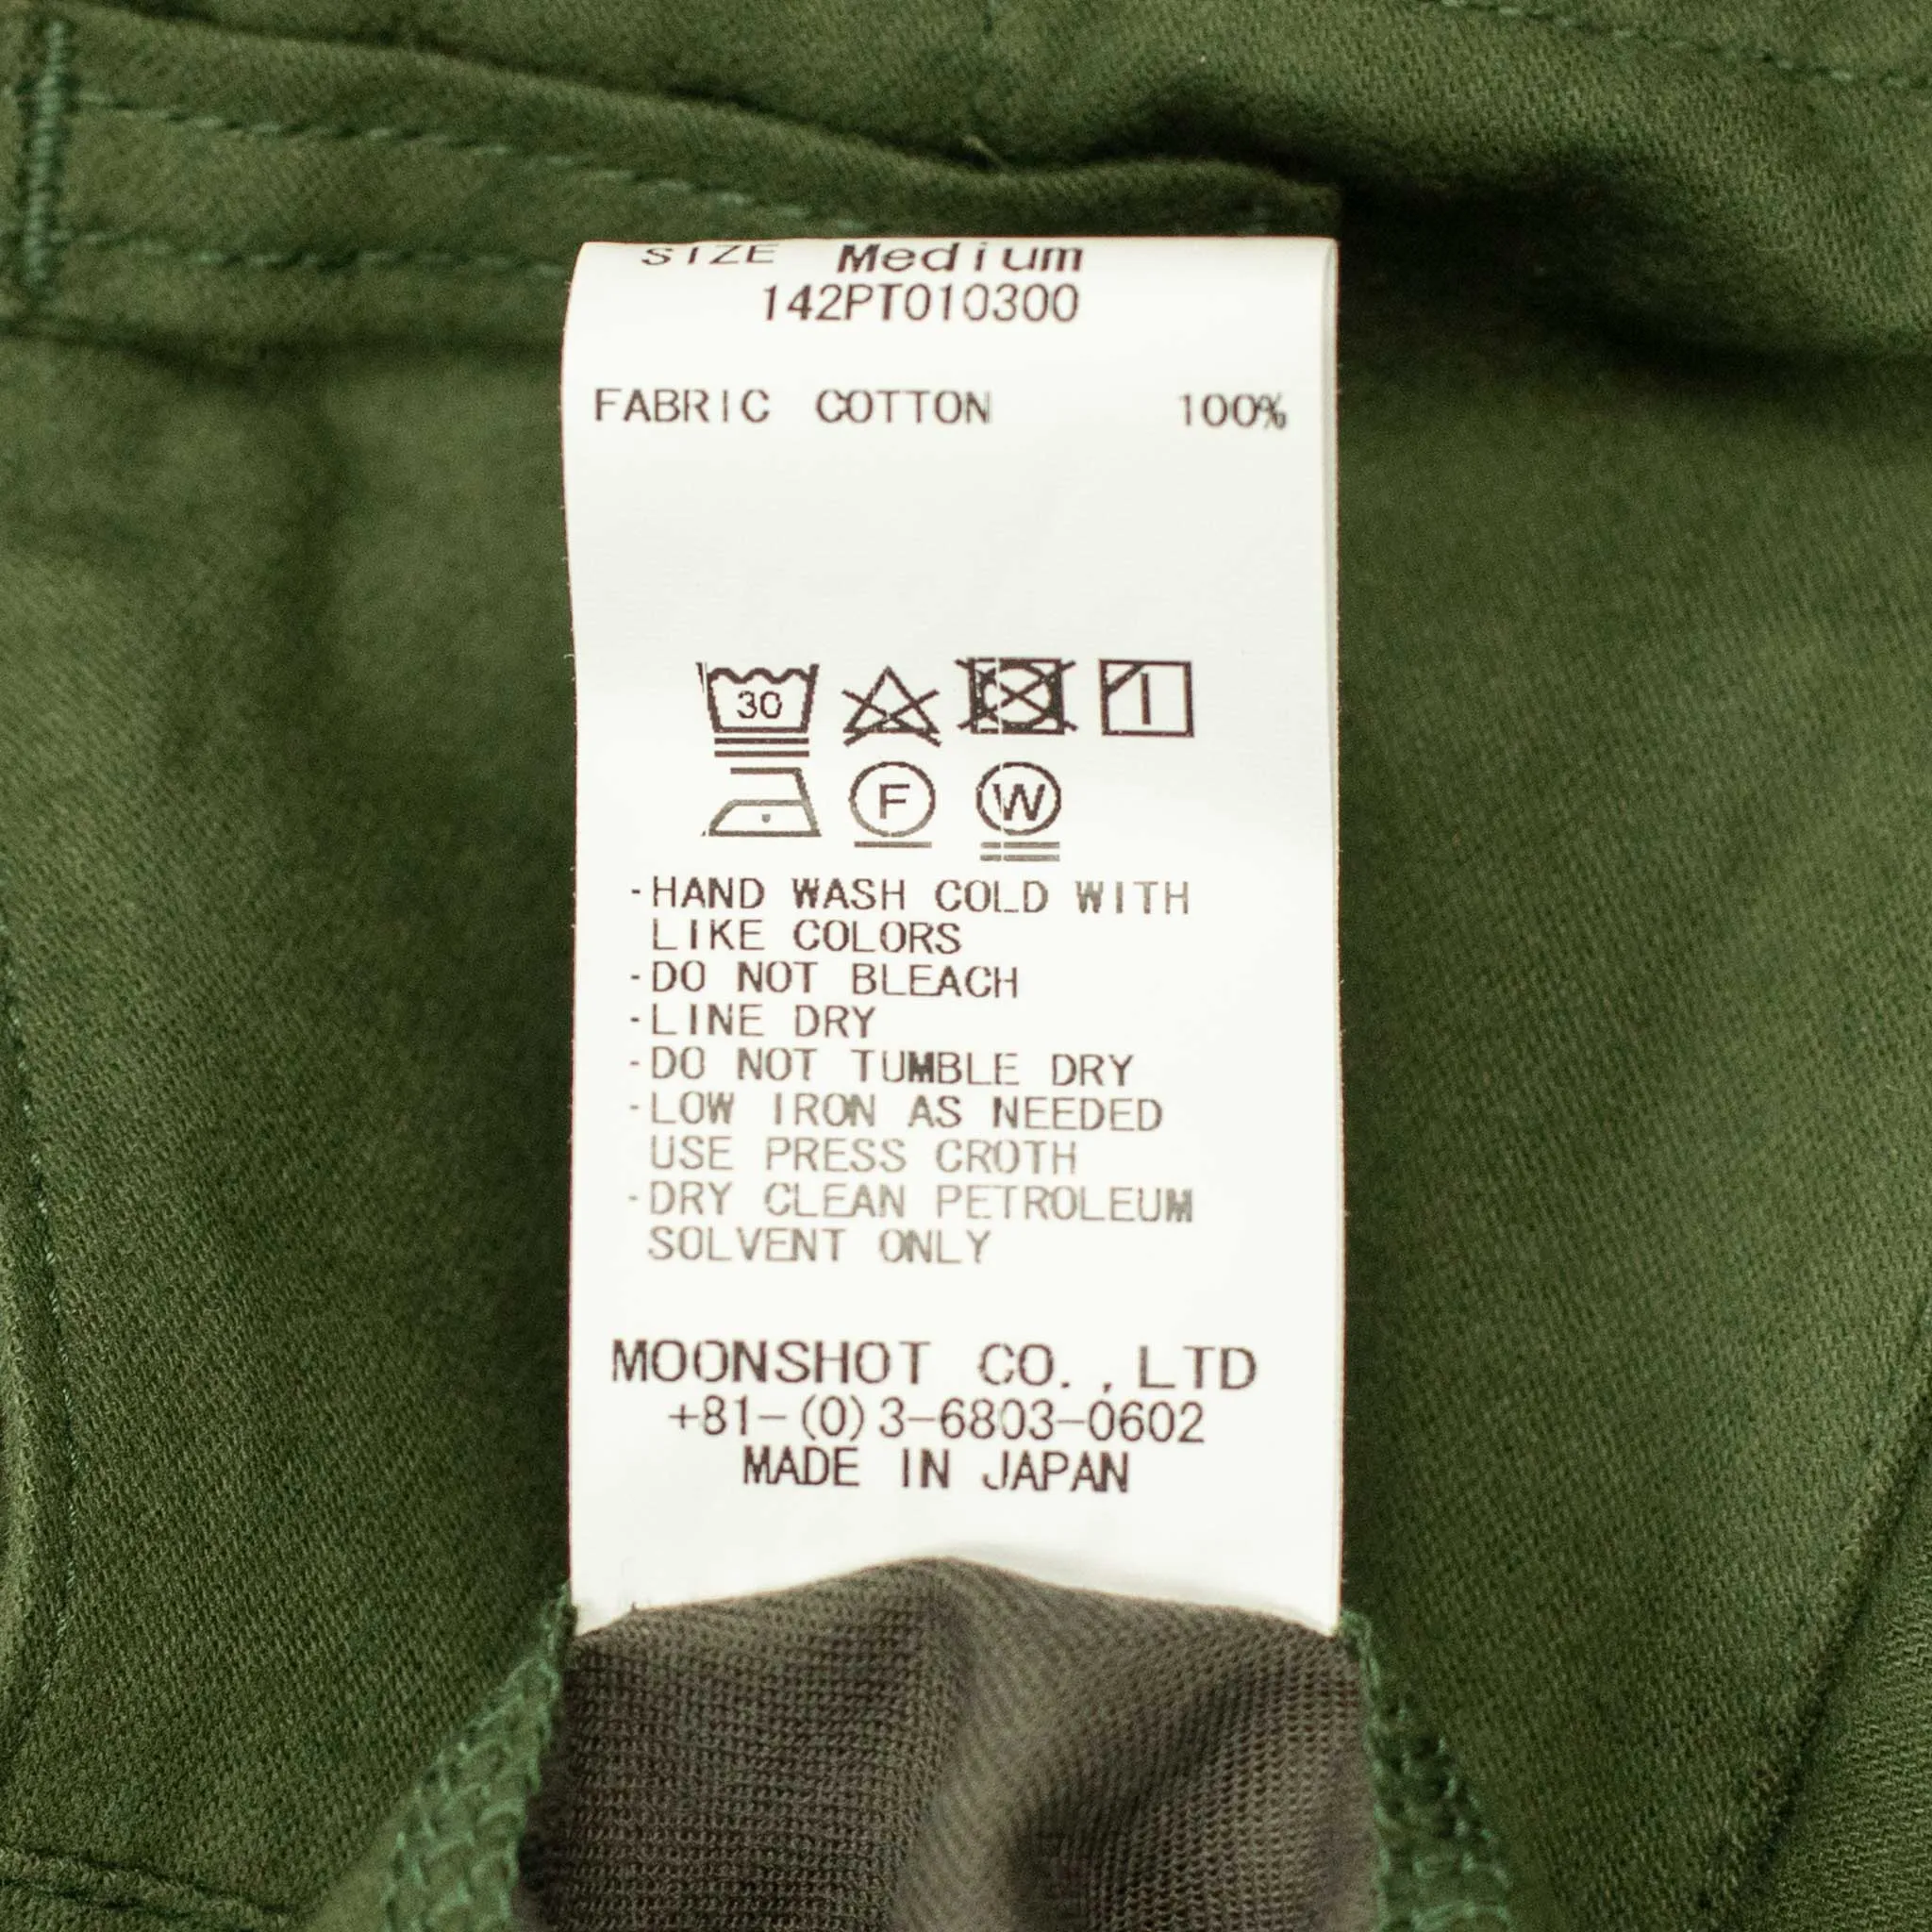 SIZE Medium
142PT010300
FABRIC COTTON 100%
30
F W
-HAND WASH COLD WITH
LIKE COLORS
-DO NOT BLEACH
-LINE DRY
-DO NOT TUMBLE DRY
-LOW IRON AS NEEDED
USE PRESS CROTH
-DRY CLEAN PETROLEUM
SOLVENT ONLY
MOONSHOT CO.,LTD
+81-(0)3-6803-0602
MADE IN JAPAN